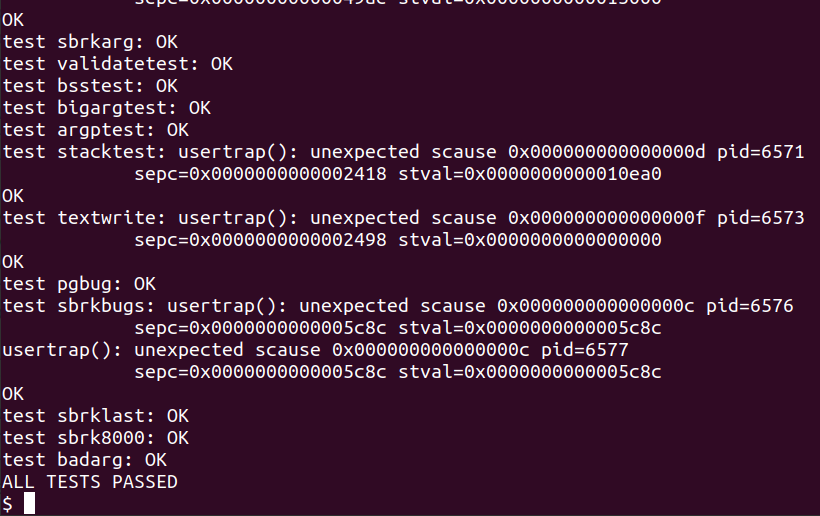 OK
test sbrkarg: OK
test validatetest: OK
test bsstest: OK
test bigargtest: OK
test argptest: OK
test stacktest: usertrap(): unexpected scause 0x000000000000000d pid=6571
sepc=0x0000000000002418 stval=0x0000000000010ea0
OK
test textwrite: usertrap(): unexpected scause 0x000000000000000f pid=6573
sepc=0x0000000000002498 stval=0x0000000000000000
OK
test pgbug: OK
test sbrkbugs: usertrap(): unexpected scause 0x000000000000000c pid=6576
sepc=0x0000000000005c8c stval=0x0000000000005c8c
usertrap(): unexpected scause 0x000000000000000c pid=6577
sepc=0x0000000000005c8c stval=0x0000000000005c8c
OK
test sbrklast: OK
test sbrk8000: OK
test badarg: OK
ALL TESTS PASSED
$